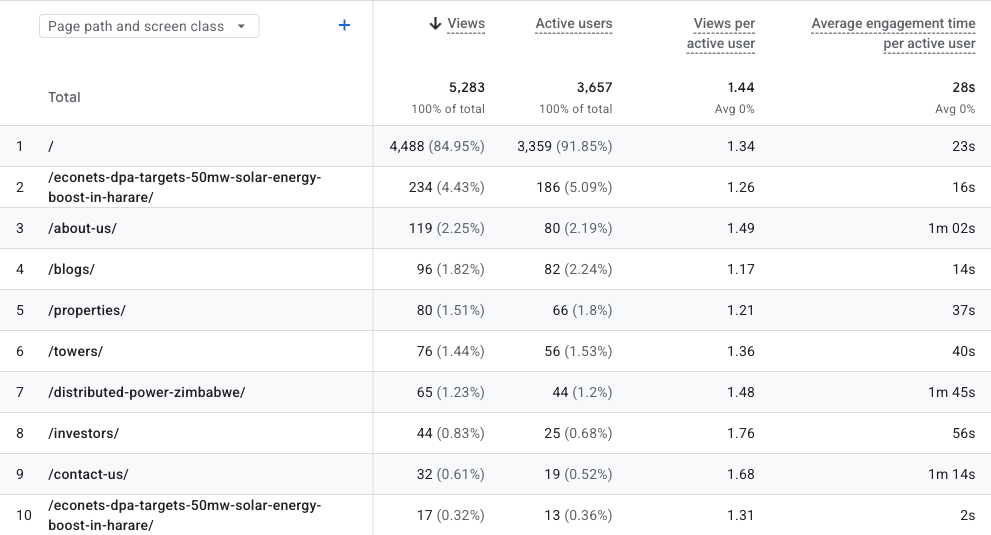 Page path and screen class
+
↓ Views
Active users
Views per
active user
Average engagement time
per active user
Total
5,283
100% of total
3,657
100% of total
1.44
Avg 0%
28s
Avg 0%
1 / 4,488 (84.95%) 3,359 (91.85%) 1.34 23s
2 /econets-dpa-targets-50mw-solar-energy-
boost-in-harare/ 234 (4.43%) 186 (5.09%) 1.26 16s
3 /about-us/ 119 (2.25%) 80 (2.19%) 1.49 1m 02s
4 /blogs/ 96 (1.82%) 82 (2.24%) 1.17 14s
5 /properties/ 80 (1.51%) 66 (1.8%) 1.21 37s
6 /towers/ 76 (1.44%) 56 (1.53%) 1.36 40s
7 /distributed-power-zimbabwe/ 65 (1.23%) 44 (1.2%) 1.48 1m 45s
8 /investors/ 44 (0.83%) 25 (0.68%) 1.76 56s
9 /contact-us/ 32 (0.61%) 19 (0.52%) 1.68 1m 14s
10 /econets-dpa-targets-50mw-solar-energy-
boost-in-harare/ 17 (0.32%) 13 (0.36%) 1.31 2s